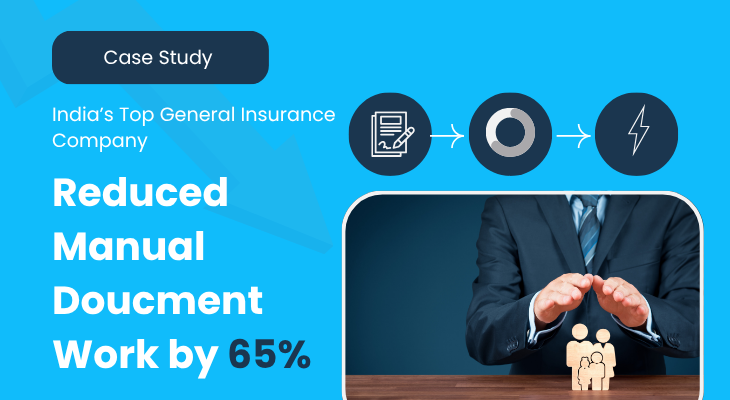 Case Study
India‘s Top General Insurance
Company
Reduced
Manual
Doucment
Work by 65%